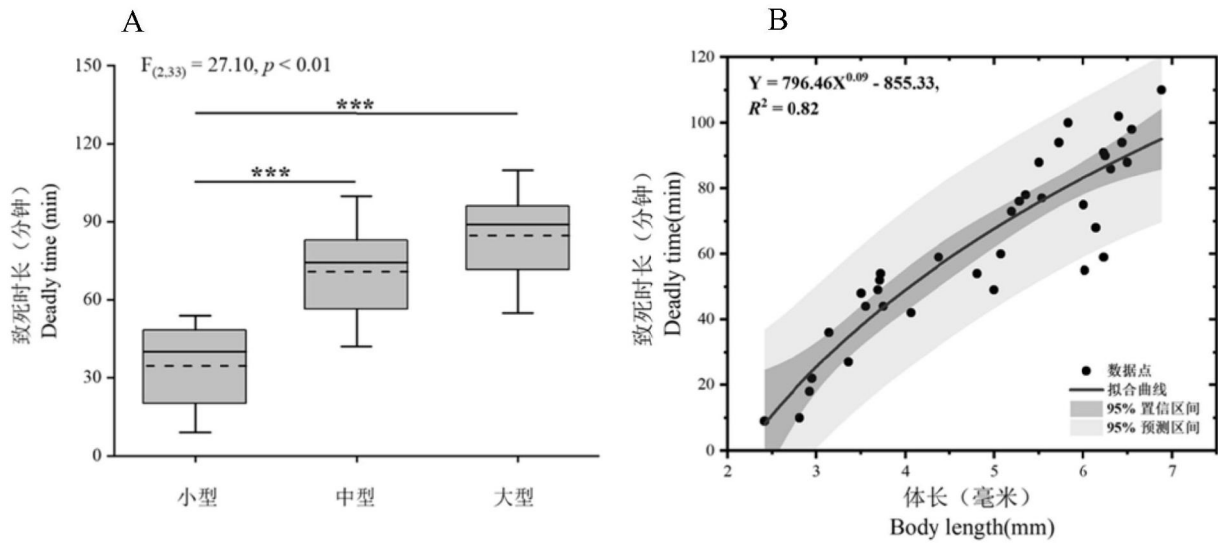 A
F(2,33) = 27.10, p < 0.01
150
120
90
60
30
0
***
***
致死时长（分钟）
Deadly time (min)
小型
中型
大型
B
Y = 796.46X^0.09 - 855.33,
R² = 0.82
120
100
80
60
40
20
0
致死时长（分钟）
Deadly time(min)
数据点
拟合曲线
95% 置信区间
95% 预测区间
2
3
4
5
6
7
体长（毫米）
Body length(mm)